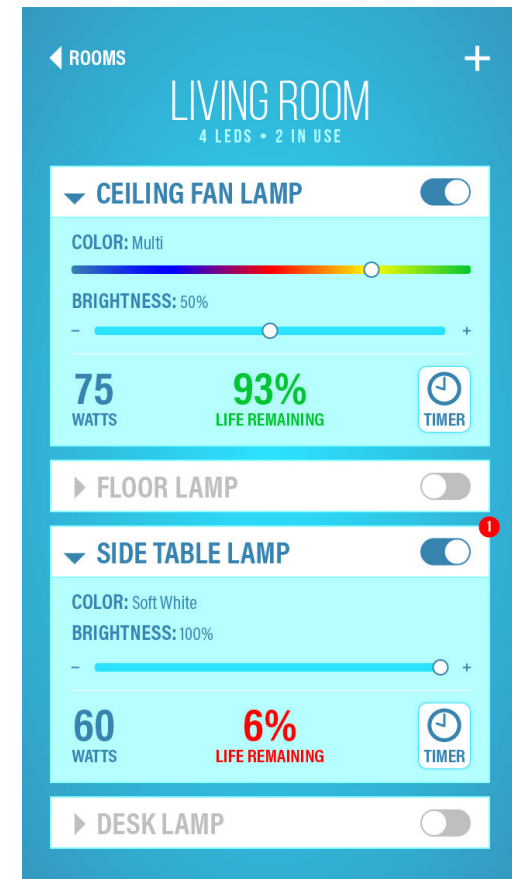 ROOMS
LIVING ROOM
4 LEDS • 2 IN USE
CEILING FAN LAMP
COLOR: Multi
BRIGHTNESS: 50%
- +
75 93%
WATTS LIFE REMAINING TIMER
FLOOR LAMP
1
SIDE TABLE LAMP
COLOR: Soft White
BRIGHTNESS: 100%
- +
60 6%
WATTS LIFE REMAINING TIMER
DESK LAMP